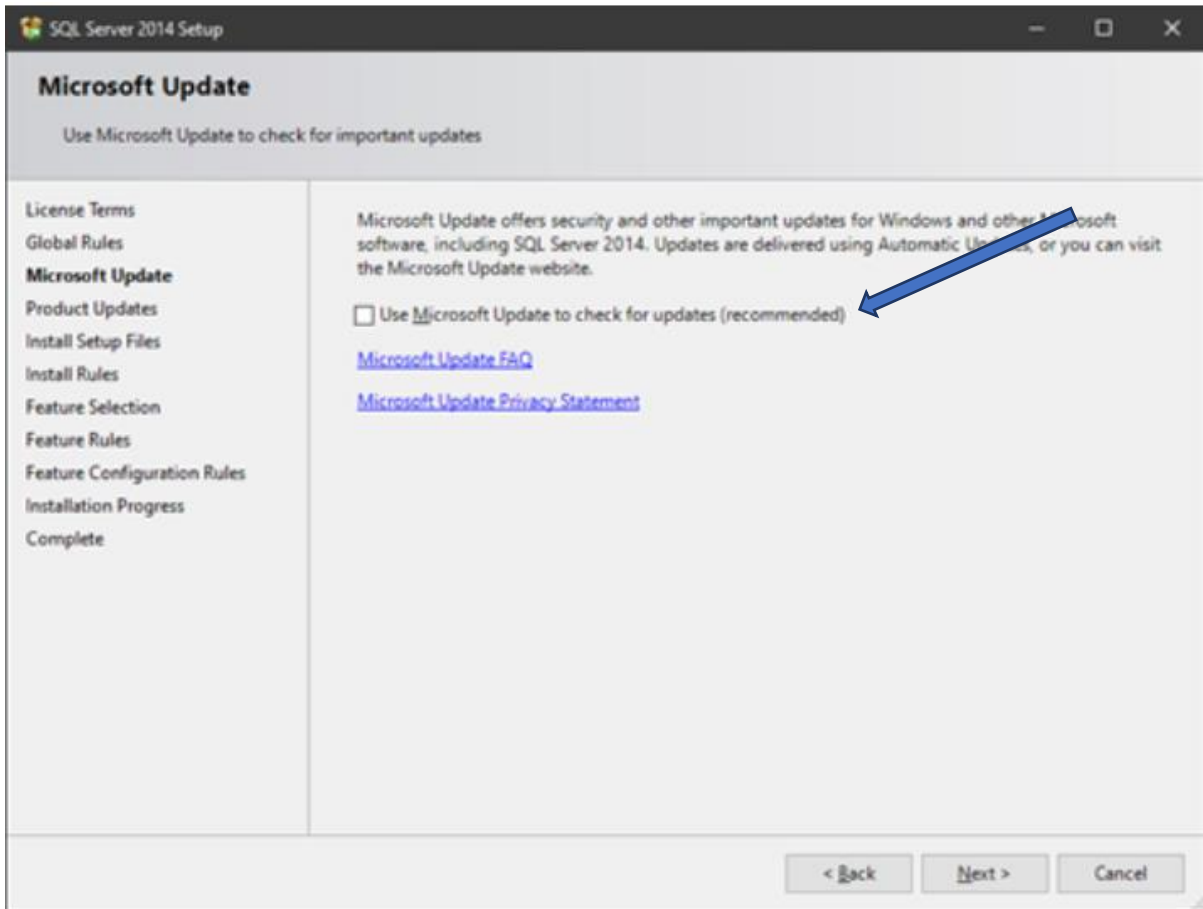 SQL Server 2014 Setup
Microsoft Update
Use Microsoft Update to check for important updates
License Terms
Global Rules
Microsoft Update
Product Updates
Install Setup Files
Install Rules
Feature Selection
Feature Rules
Feature Configuration Rules
Installation Progress
Complete
Microsoft Update offers security and other important updates for Windows and other Microsoft
software, including SQL Server 2014. Updates are delivered using Automatic Updates, or you can visit
the Microsoft Update website.
Use Microsoft Update to check for updates (recommended)
Microsoft Update FAQ
Microsoft Update Privacy Statement
< Back
Next >
Cancel